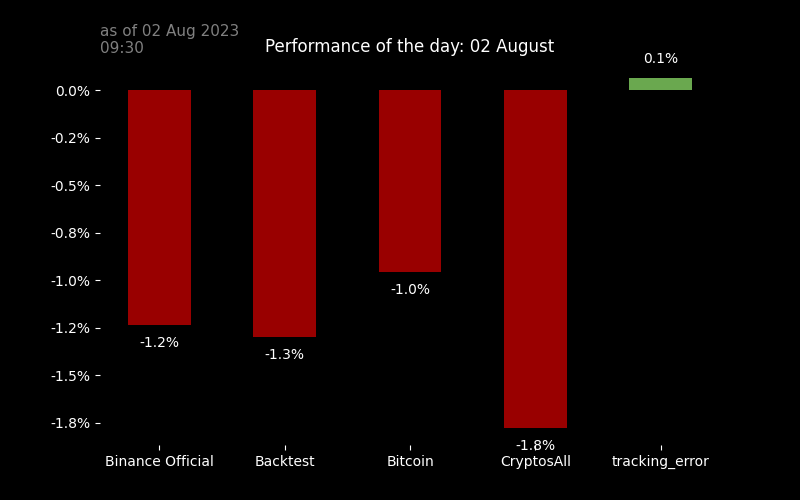 as of 02 Aug 2023
09:30
Performance of the day: 02 August
0.1%
0.0%
-0.2%
-0.5%
-0.8%
-1.0%
-1.2%
-1.5%
-1.8%
-1.2%
-1.3%
-1.0%
-1.8%
Binance Official
Backtest
Bitcoin
CryptosAll
tracking_error